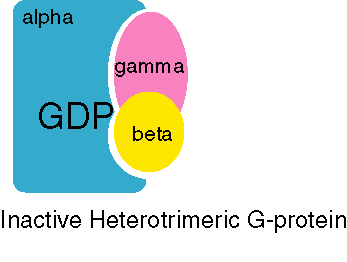 alpha
gamma
GDP
beta
Inactive Heterotrimeric G-protein